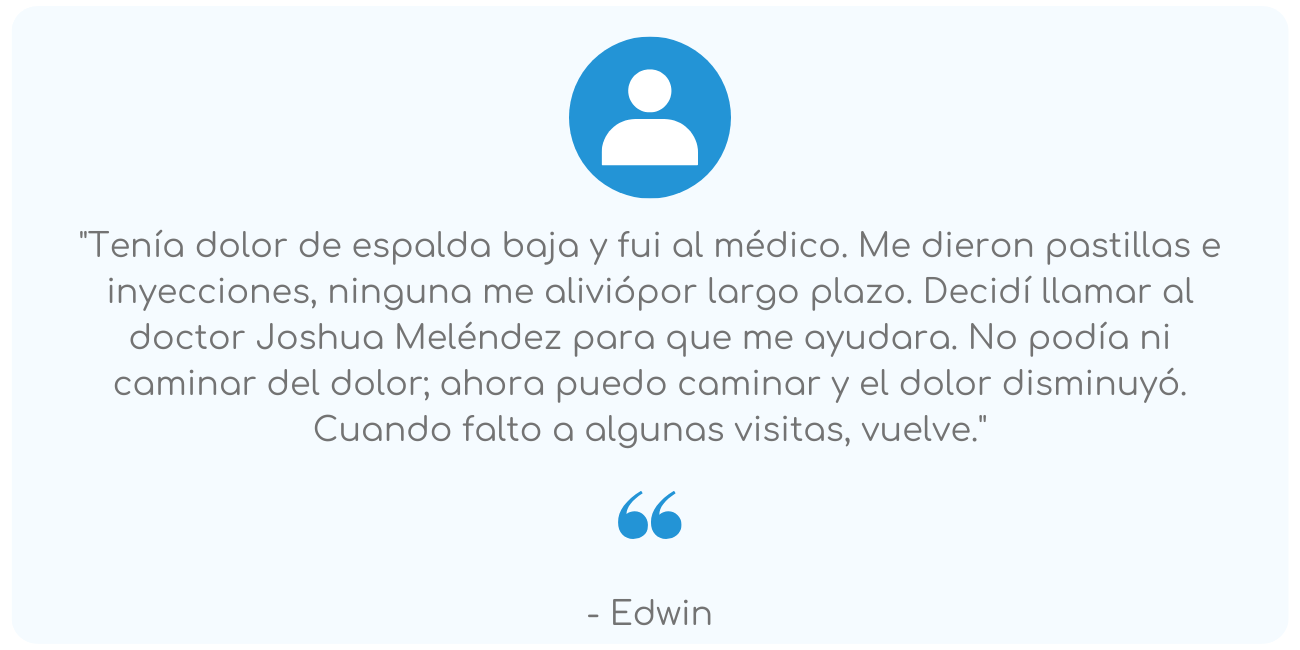 "Tenía dolor de espalda baja y fui al médico. Me dieron pastillas e
inyecciones, ninguna me aliviópor largo plazo. Decidí llamar al
doctor Joshua Meléndez para que me ayudara. No podía ni
caminar del dolor; ahora puedo caminar y el dolor disminuyó.
Cuando falto a algunas visitas, vuelve."
“
- Edwin